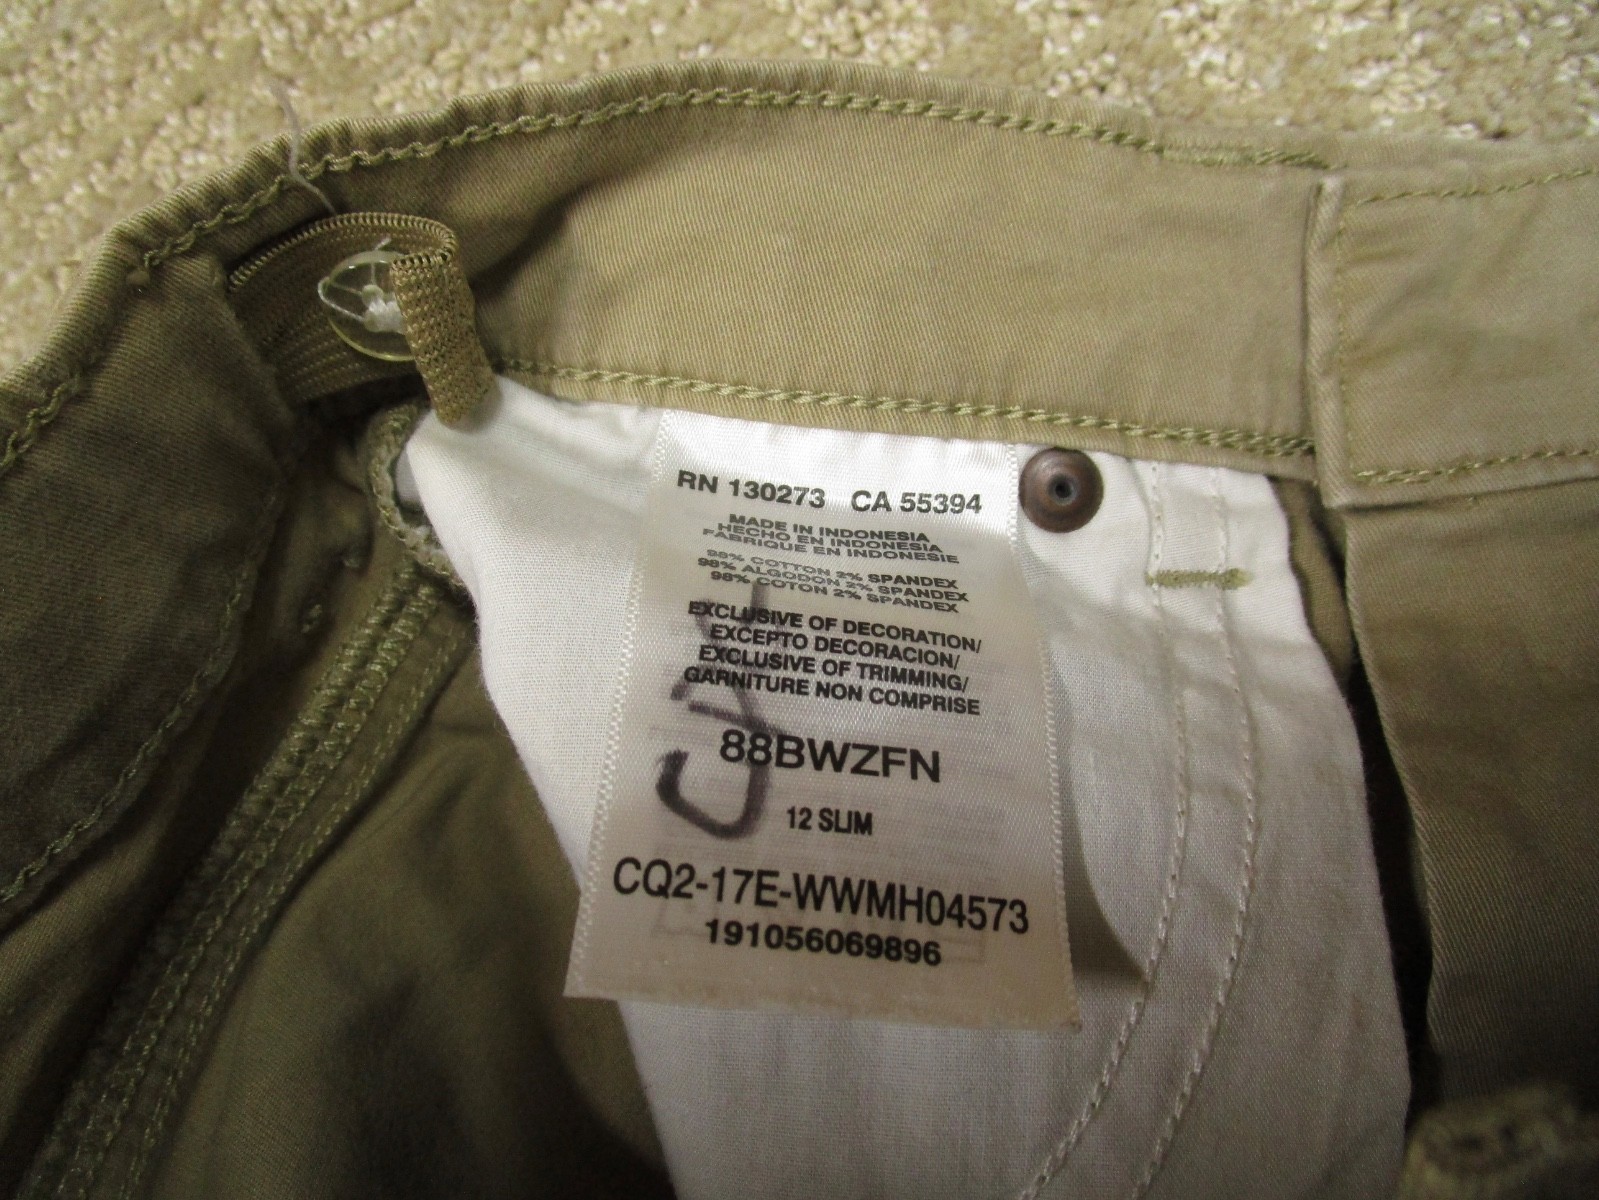 RN 130273 CA 55394
MADE IN INDONESIA
HECHO EN INDONESIA
FABRIQUE EN INDONESIE
98% COTTON 2% SPANDEX
98% ALGODON 2% SPANDEX
98% COTON 2% SPANDEX
EXCLUSIVE OF DECORATION/
EXCEPTO DECORACION/
EXCLUSIVE OF TRIMMING/
GARNITURE NON COMPRISE
88BWZFN
12 SLIM
CQ2-17E-WWMH04573
191056069896